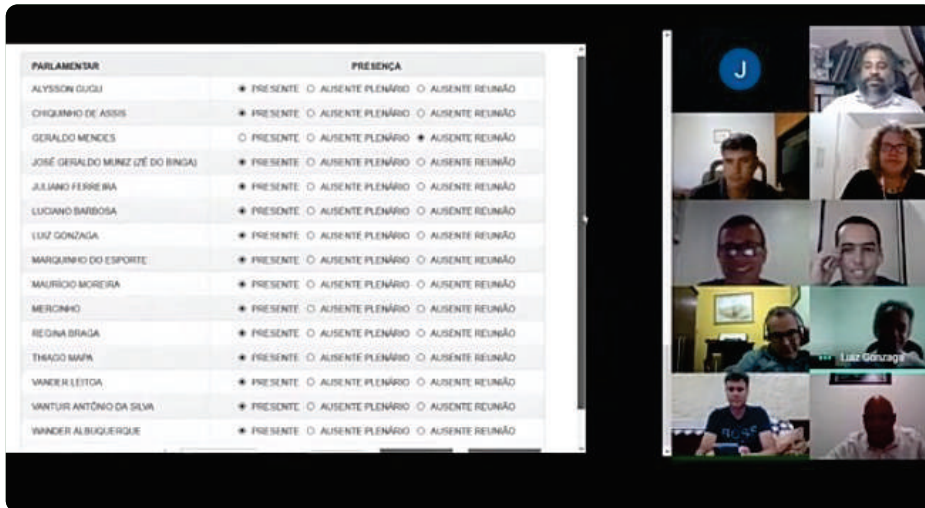 PARLAMENTAR PRESENÇA
ALYSSON GUGU PRESENTE AUSENTE PLENÁRIO AUSENTE REUNIÃO
CHIQUINHO DE ASSIS PRESENTE AUSENTE PLENÁRIO AUSENTE REUNIÃO
GERALDO MENDES PRESENTE AUSENTE PLENÁRIO AUSENTE REUNIÃO
JOSÉ GERALDO MUNIZ (ZÉ DO BINGA) PRESENTE AUSENTE PLENÁRIO AUSENTE REUNIÃO
JULIANO FERREIRA PRESENTE AUSENTE PLENÁRIO AUSENTE REUNIÃO
LUCIANO BARBOSA PRESENTE AUSENTE PLENÁRIO AUSENTE REUNIÃO
LUIZ GONZAGA PRESENTE AUSENTE PLENÁRIO AUSENTE REUNIÃO
MARQUINHO DO ESPORTE PRESENTE AUSENTE PLENÁRIO AUSENTE REUNIÃO
MAURÍCIO MOREIRA PRESENTE AUSENTE PLENÁRIO AUSENTE REUNIÃO
MERCINHO PRESENTE AUSENTE PLENÁRIO AUSENTE REUNIÃO
REGINA BRAGA PRESENTE AUSENTE PLENÁRIO AUSENTE REUNIÃO
THIAGO MAPA PRESENTE AUSENTE PLENÁRIO AUSENTE REUNIÃO
VANDER LEITOA PRESENTE AUSENTE PLENÁRIO AUSENTE REUNIÃO
VANTUIR ANTÔNIO DA SILVA PRESENTE AUSENTE PLENÁRIO AUSENTE REUNIÃO
WANDER ALBUQUERQUE PRESENTE AUSENTE PLENÁRIO AUSENTE REUNIÃO
J
Luiz Gonzaga